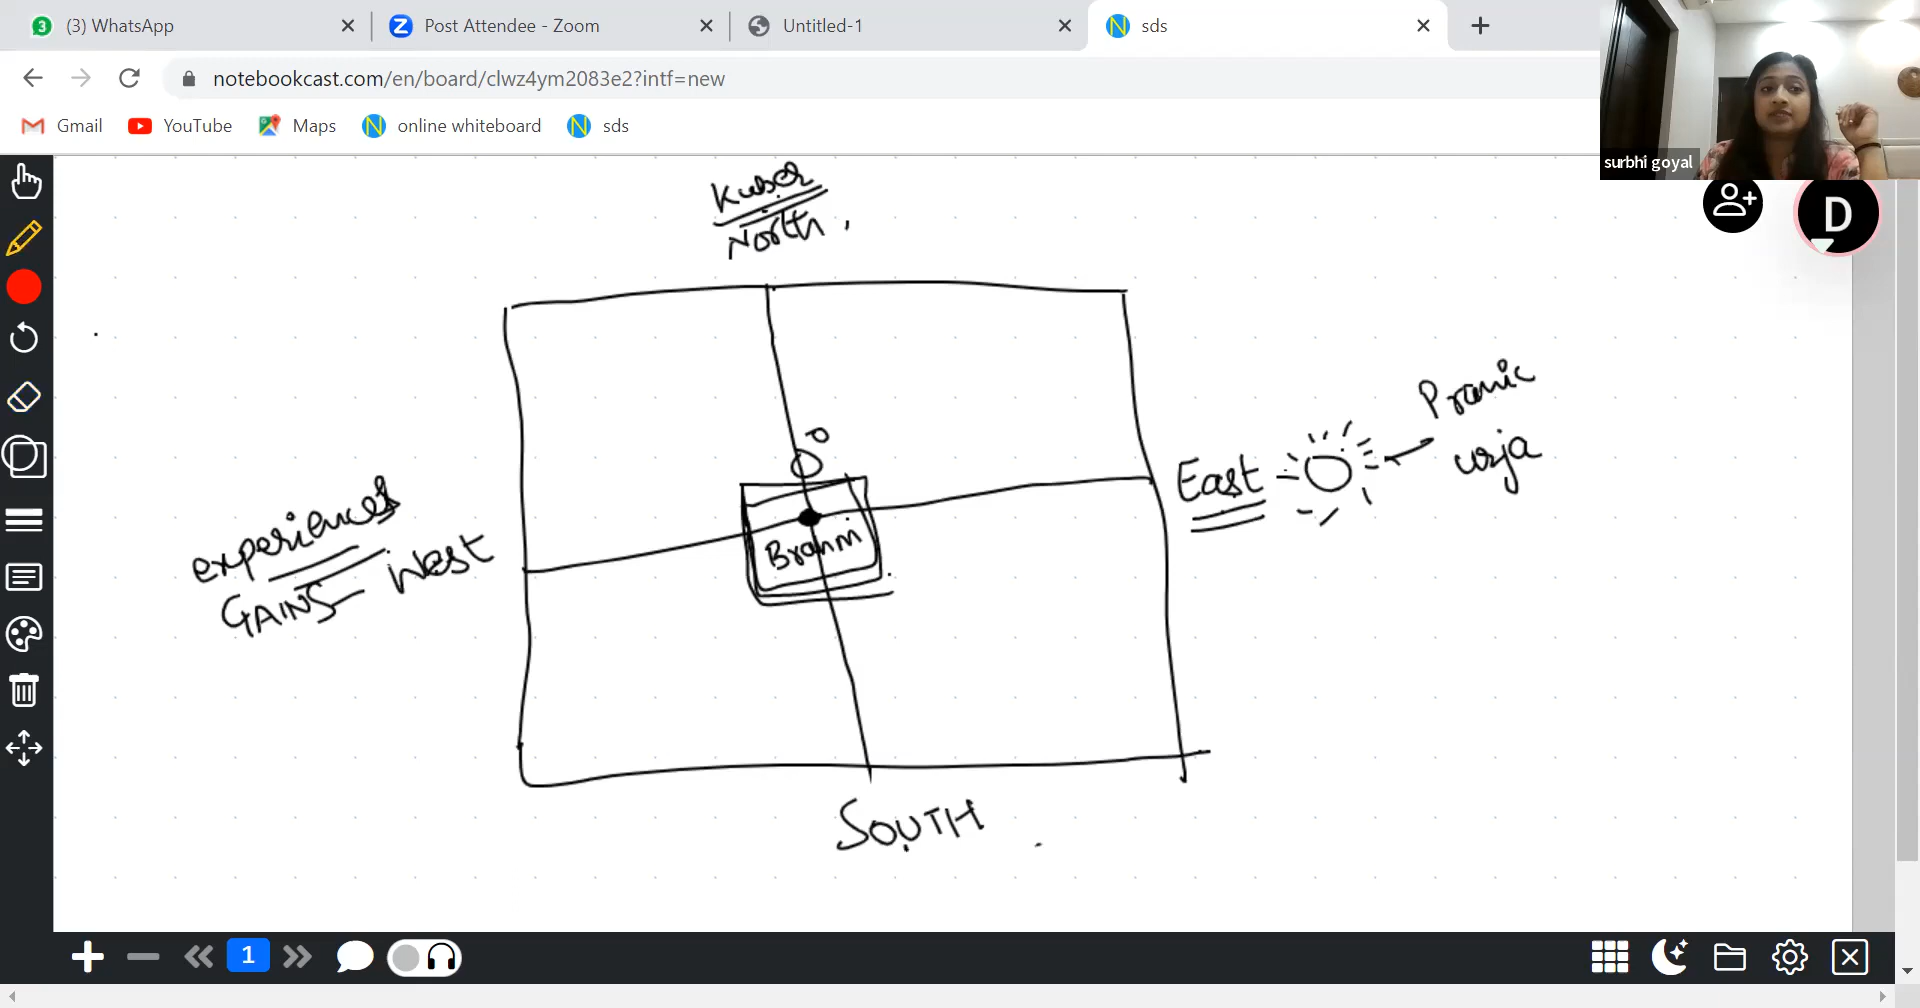 3 (3) WhatsApp
Post Attendee - Zoom
Untitled-1
sds
notebookcast.com/en/board/clwz4ym2083e2?intf=new
Gmail
YouTube
Maps
online whiteboard
sds
surbhi goyal
D
Kuber
North,
Pranic
urja
East
Brahm
experiences
GAINS
West
SOUTH
1